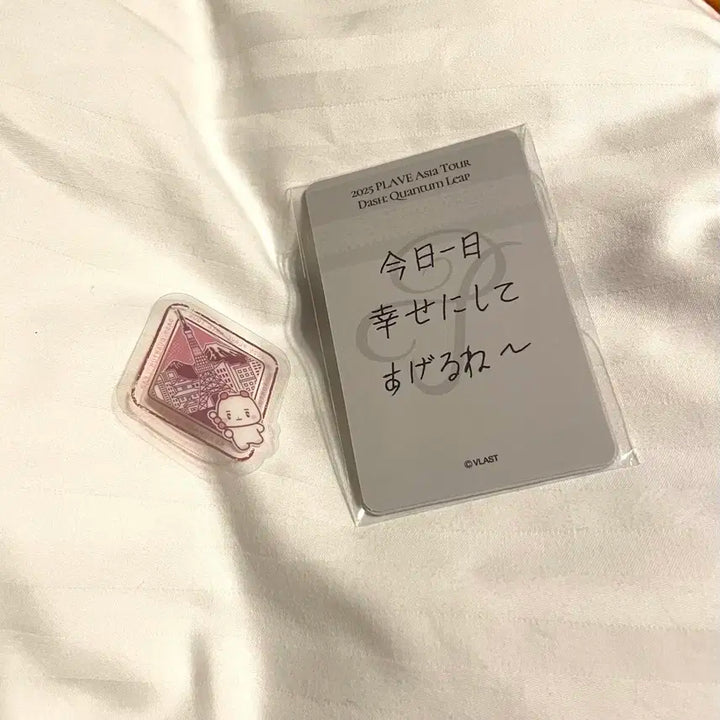 2025 PLAVE Asia Tour
Dash: Quantum Leap
今日一日
幸せにして
あげるね〜
©VLAST